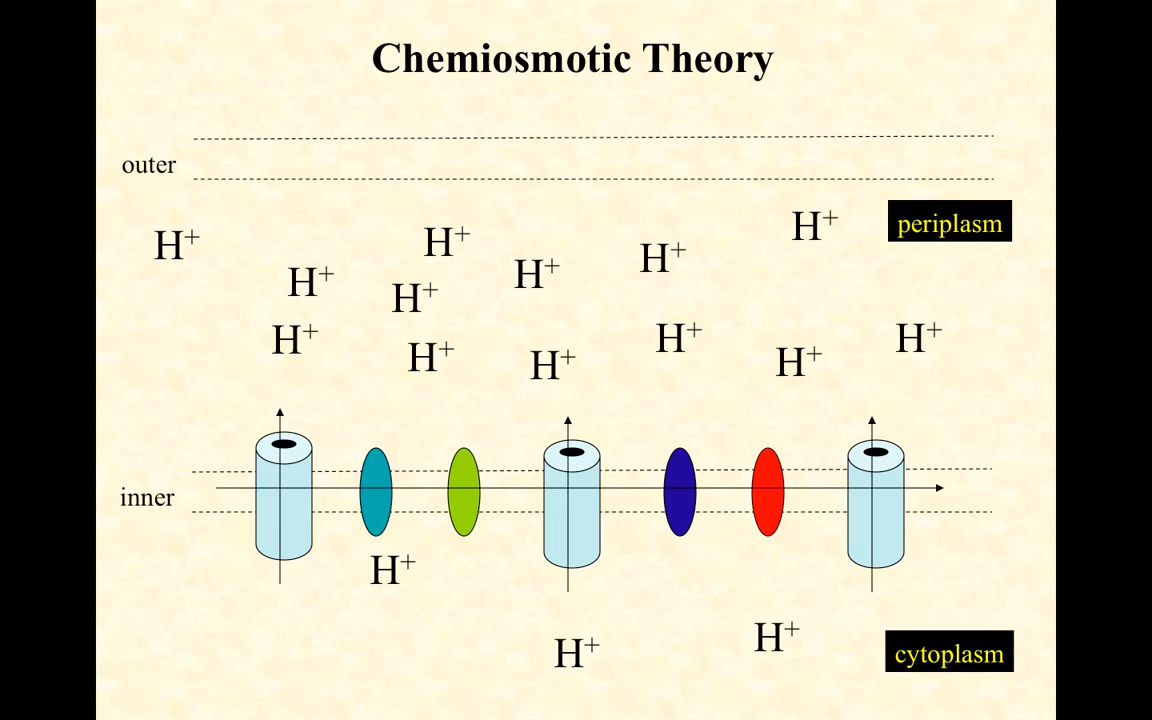 Chemiosmotic Theory
outer
periplasm
H⁺
H⁺
H⁺
H⁺
H⁺
H⁺
H⁺
H⁺
H⁺
H⁺
H⁺
H⁺
H⁺
inner
H⁺
H⁺
H⁺
cytoplasm